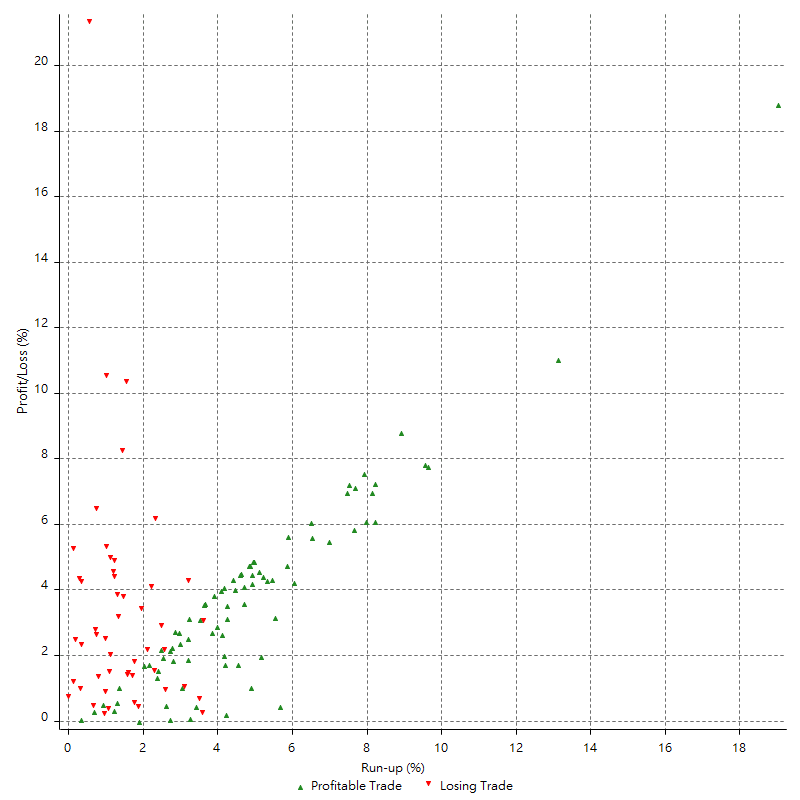 20
18
16
14
12
10
8
6
4
2
0
Profit/Loss (%)
0 2 4 6 8 10 12 14 16 18
Run-up (%)
Profitable Trade Losing Trade